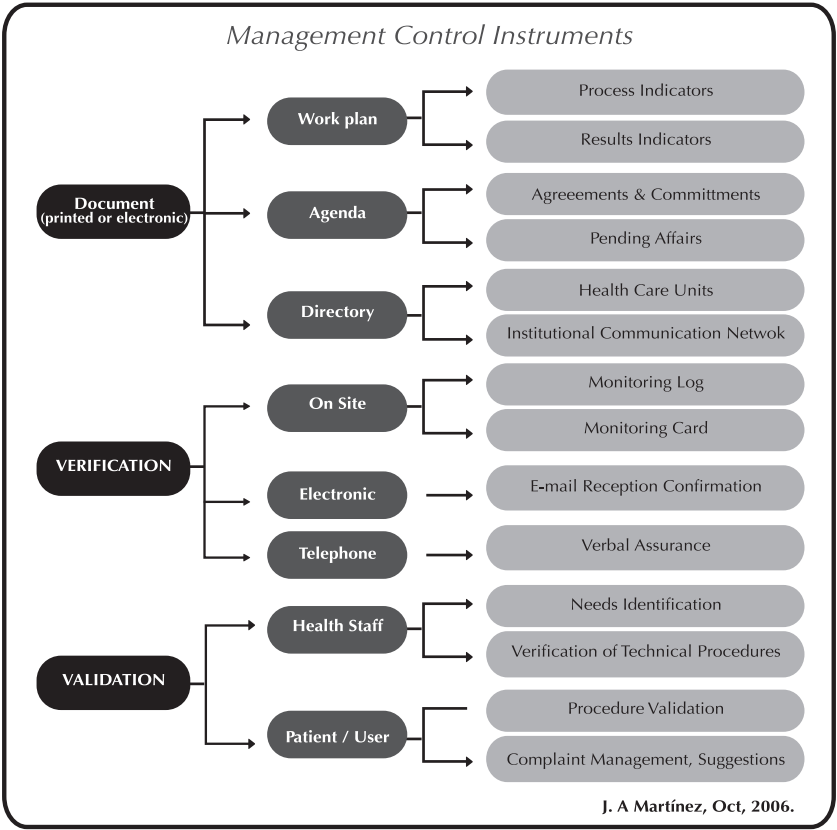 Management Control Instruments
Document
(printed or electronic)
Work plan
Process Indicators
Results Indicators
Agenda
Agreeements & Committments
Pending Affairs
Directory
Health Care Units
Institutional Communication Netwok
VERIFICATION
On Site
Monitoring Log
Monitoring Card
Electronic
E-mail Reception Confirmation
Telephone
Verbal Assurance
VALIDATION
Health Staff
Needs Identification
Verification of Technical Procedures
Patient / User
Procedure Validation
Complaint Management, Suggestions
J. A Martínez, Oct, 2006.